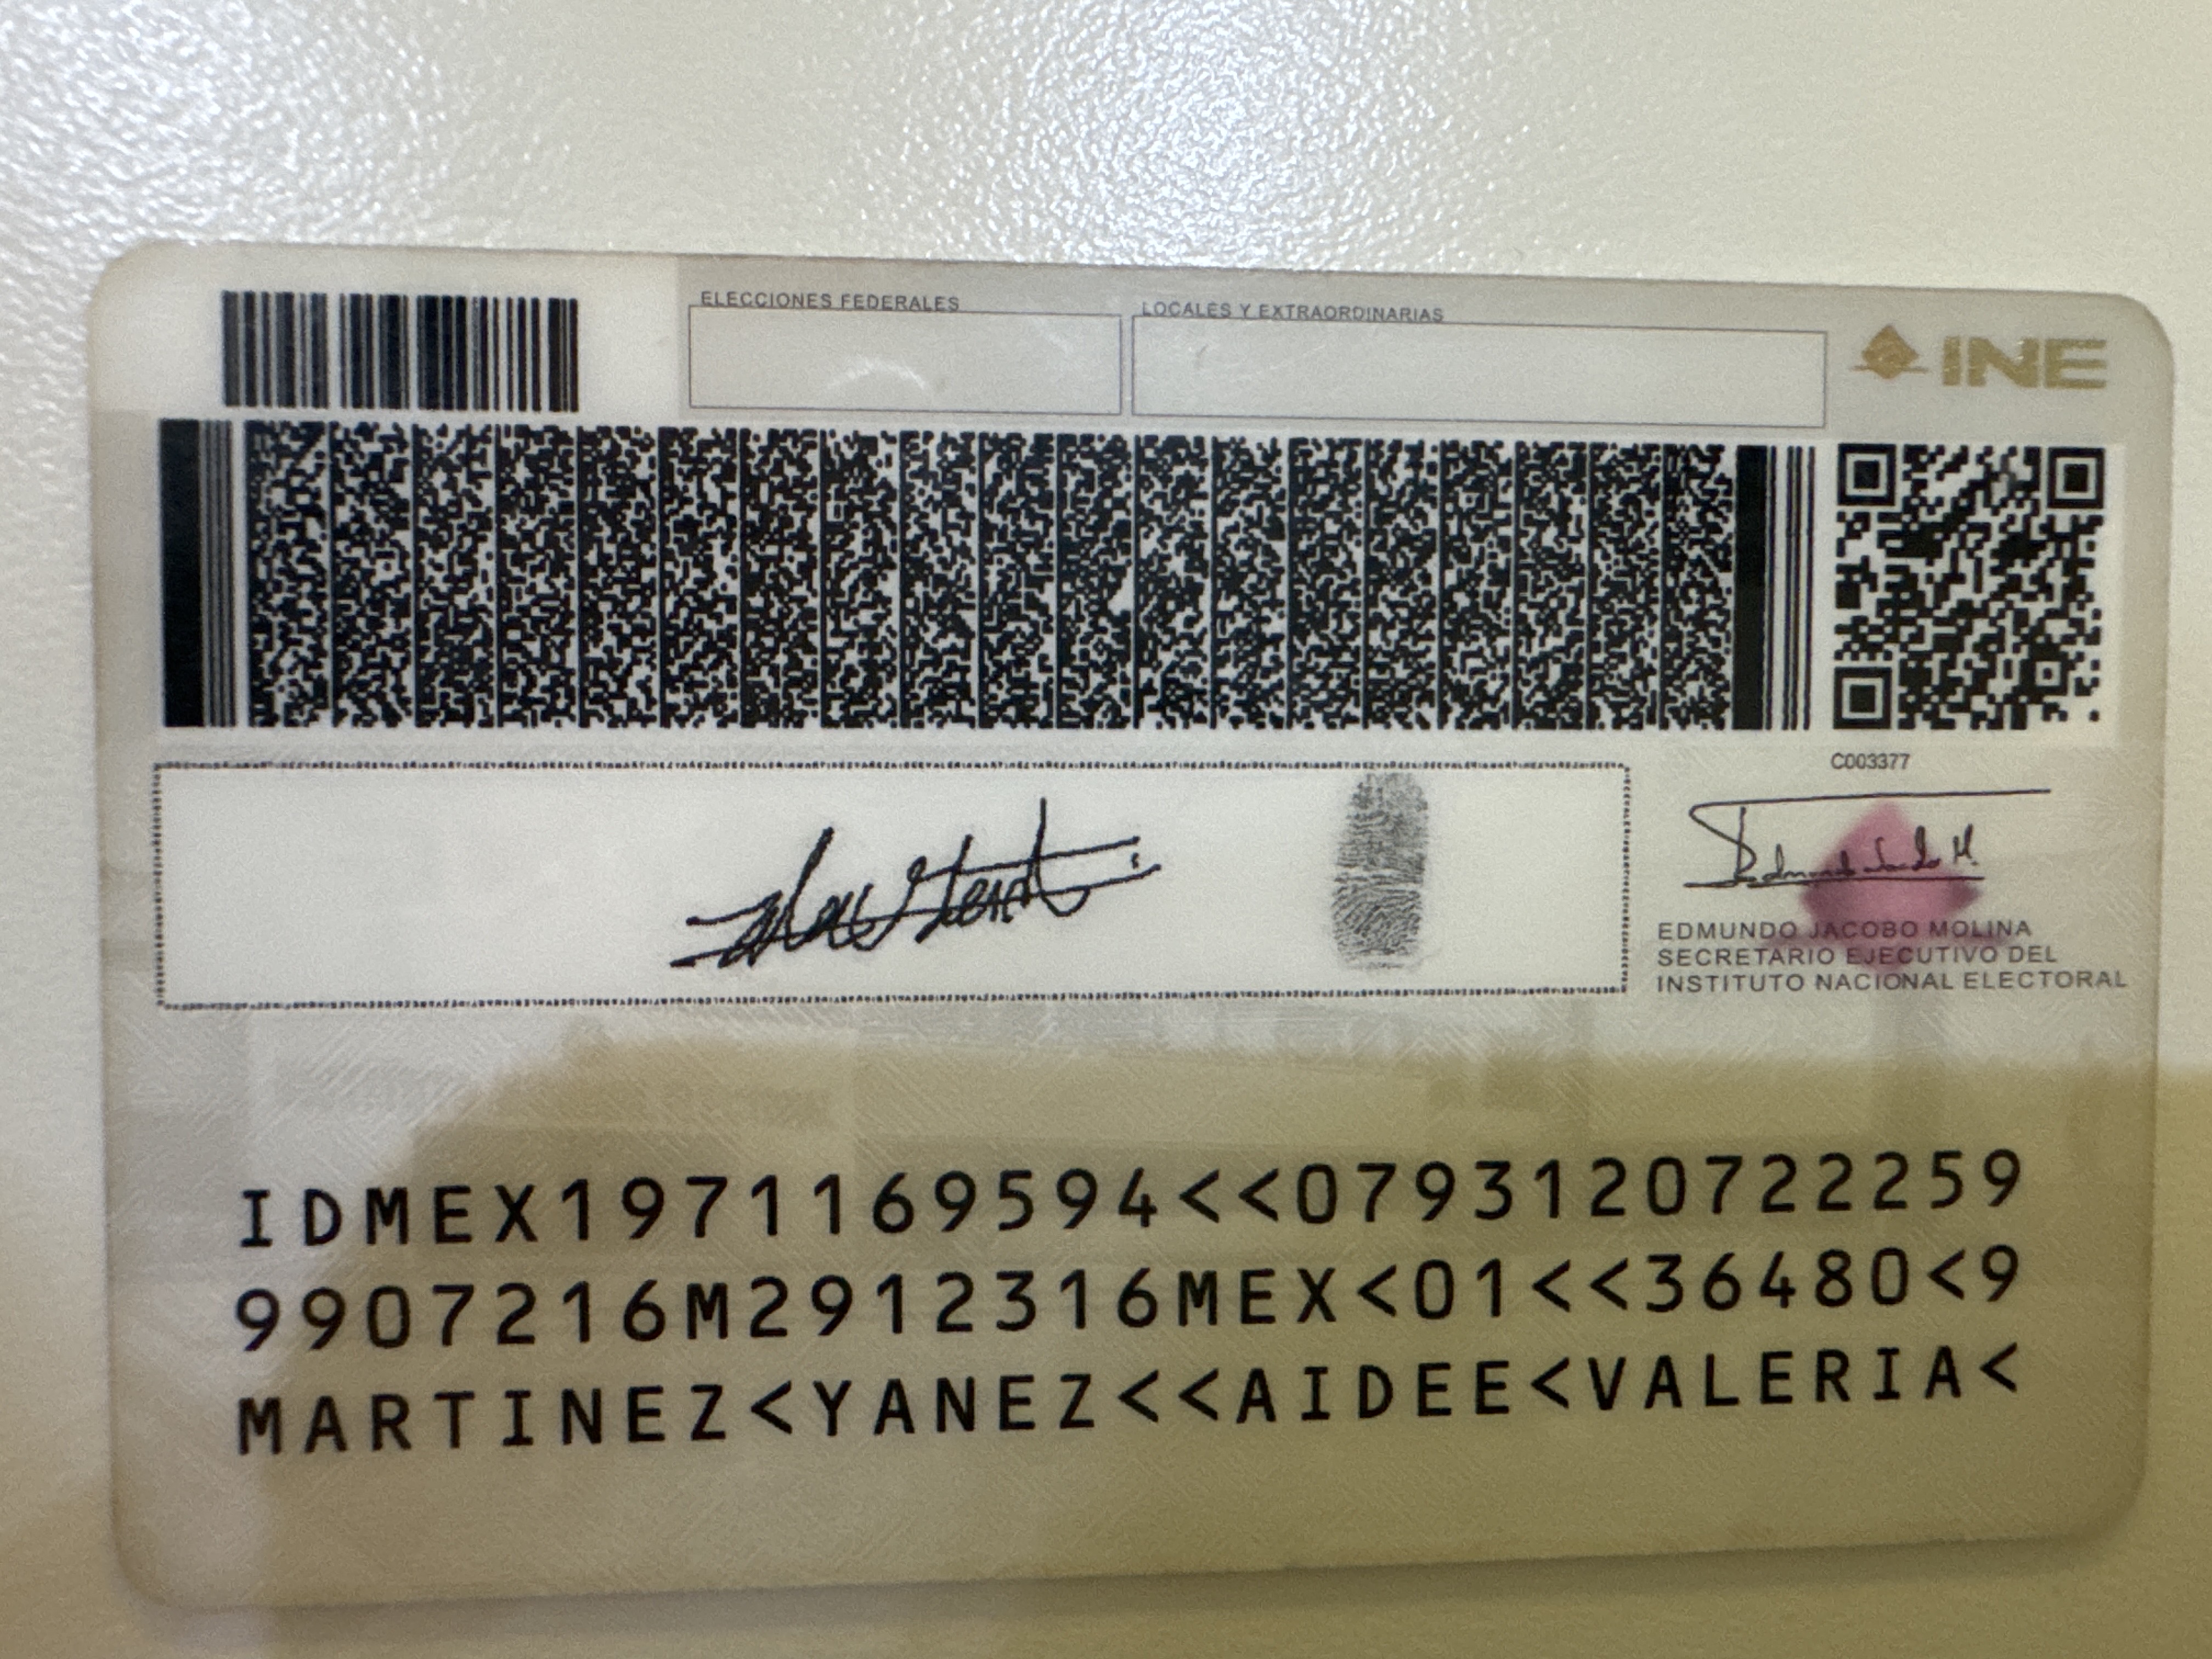 ELECCIONES FEDERALES
LOCALES Y EXTRAORDINARIAS
INE
C003377
EDMUNDO JACOBO MOLINA
SECRETARIO EJECUTIVO DEL
INSTITUTO NACIONAL ELECTORAL
IDMEX1971169594<<0793120722259
9907216M2912316MEX<01<<36480<9
MARTINEZ<YANEZ<<AIDEE<VALERIA<